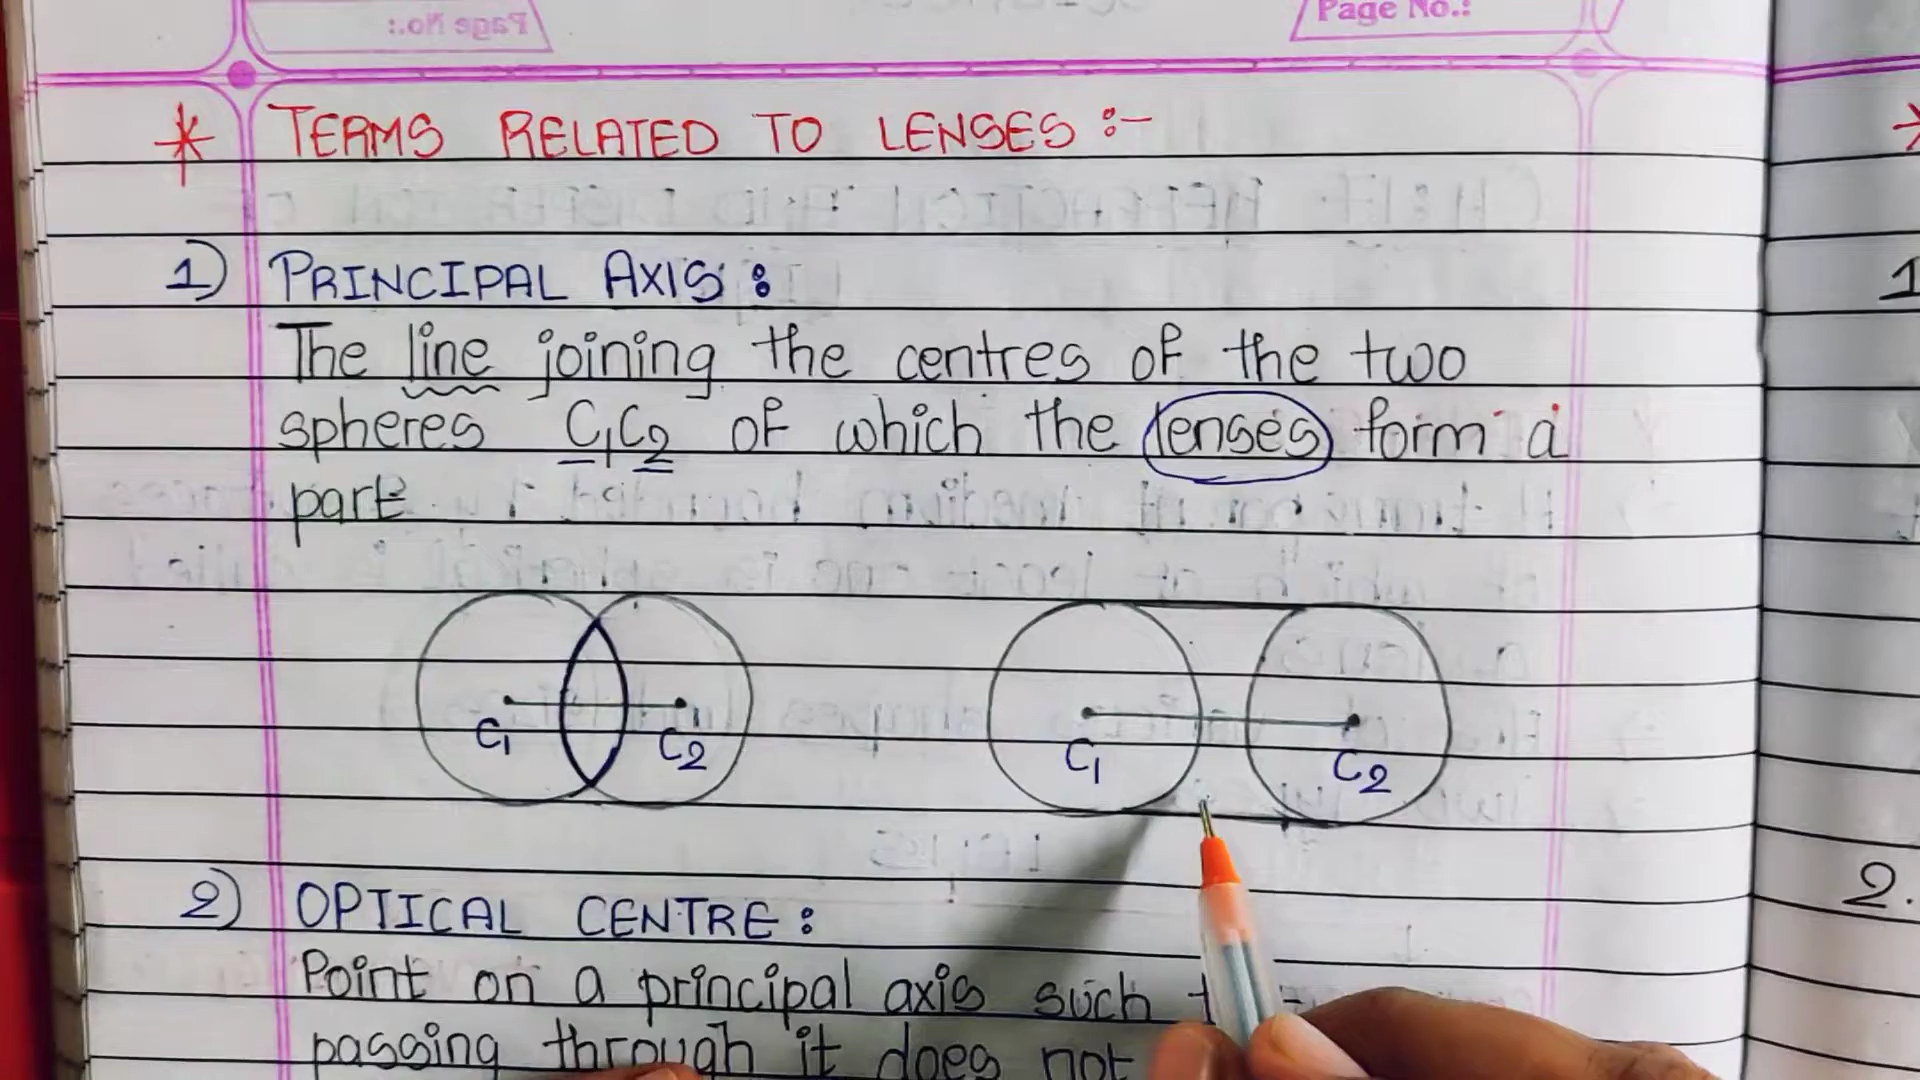 Page No.:
* TERMS RELATED TO LENSES :-
1) PRINCIPAL AXIS :
The line joining the centres of the two
spheres C₁C₂ of which the lenses form a
part
C₁ C₂ C₁ C₂
2) OPTICAL CENTRE :
Point on a principal axis such
passing through it does not
1
2.